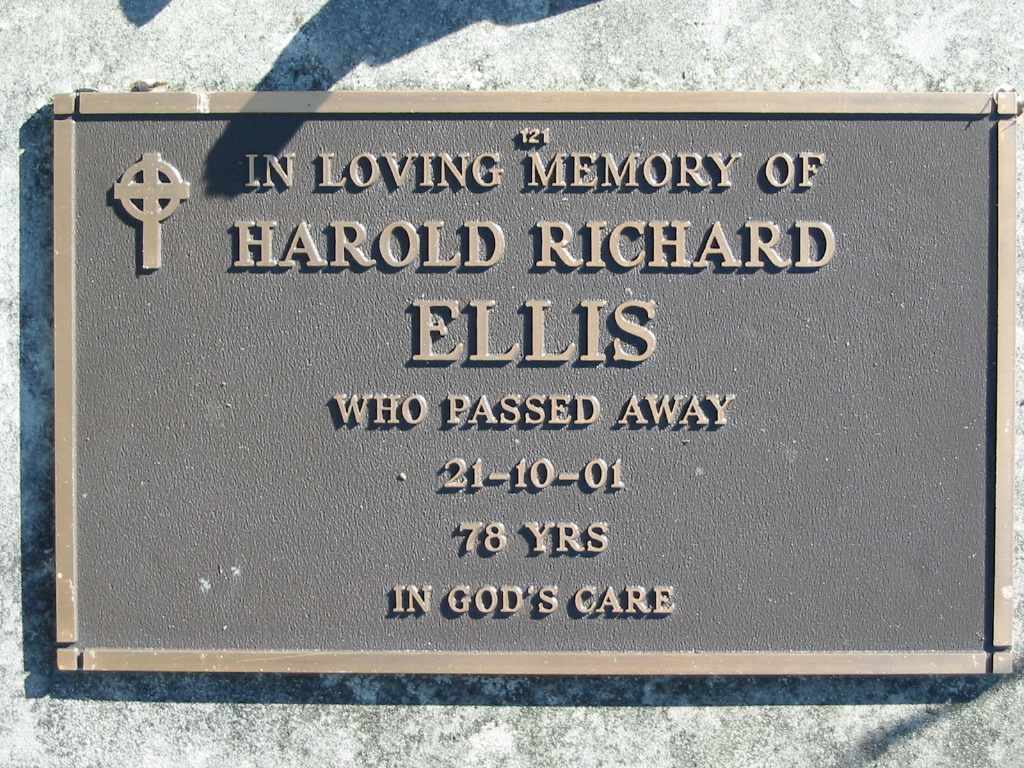 121
IN LOVING MEMORY OF
HAROLD RICHARD
ELLIS
WHO PASSED AWAY
21-10-01
78 YRS
IN GOD'S CARE